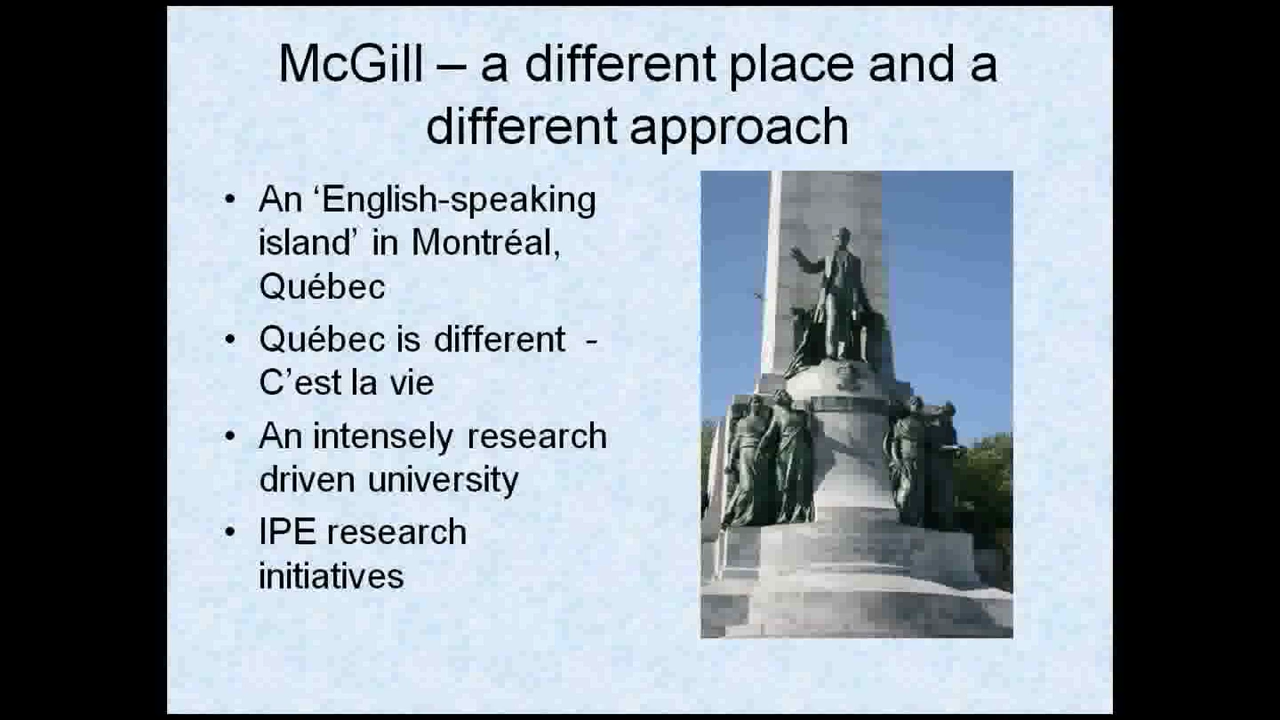 McGill – a different place and a
different approach
• An ‘English-speaking
island’ in Montréal,
Québec
• Québec is different -
C’est la vie
• An intensely research
driven university
• IPE research
initiatives